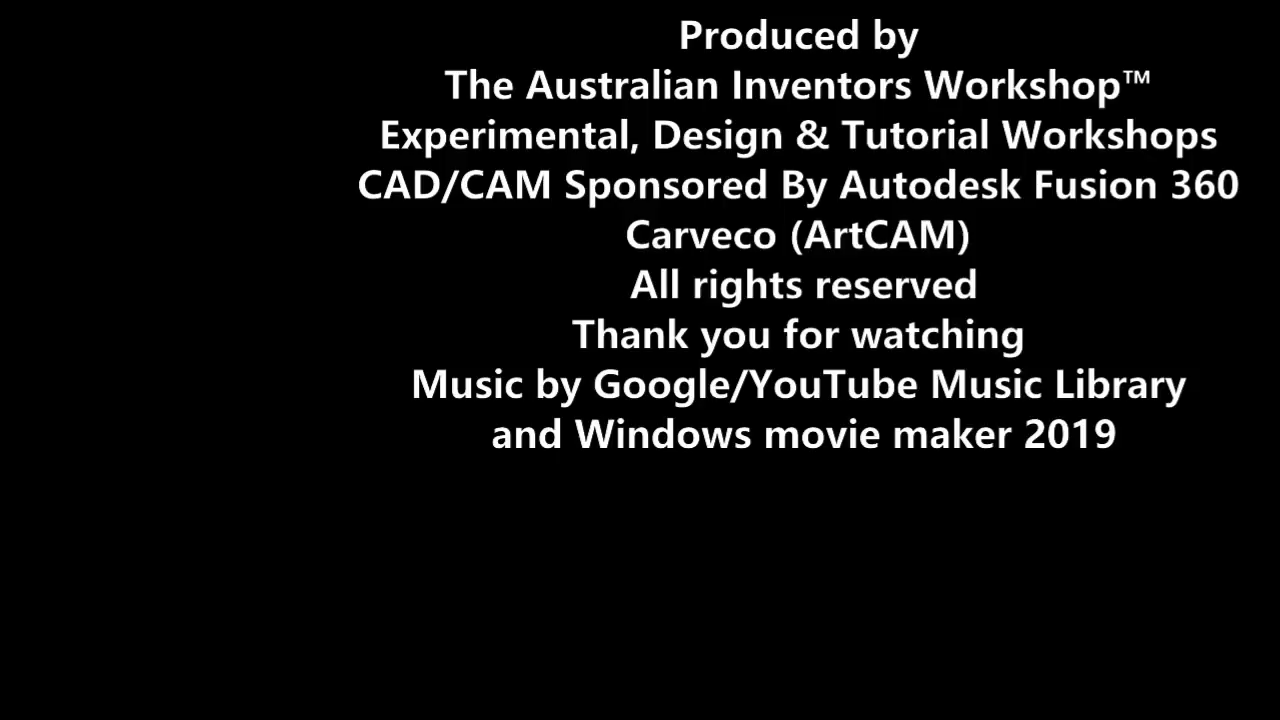 Produced by
The Australian Inventors Workshop™
Experimental, Design & Tutorial Workshops
CAD/CAM Sponsored By Autodesk Fusion 360
Carveco (ArtCAM)
All rights reserved
Thank you for watching
Music by Google/YouTube Music Library
and Windows movie maker 2019